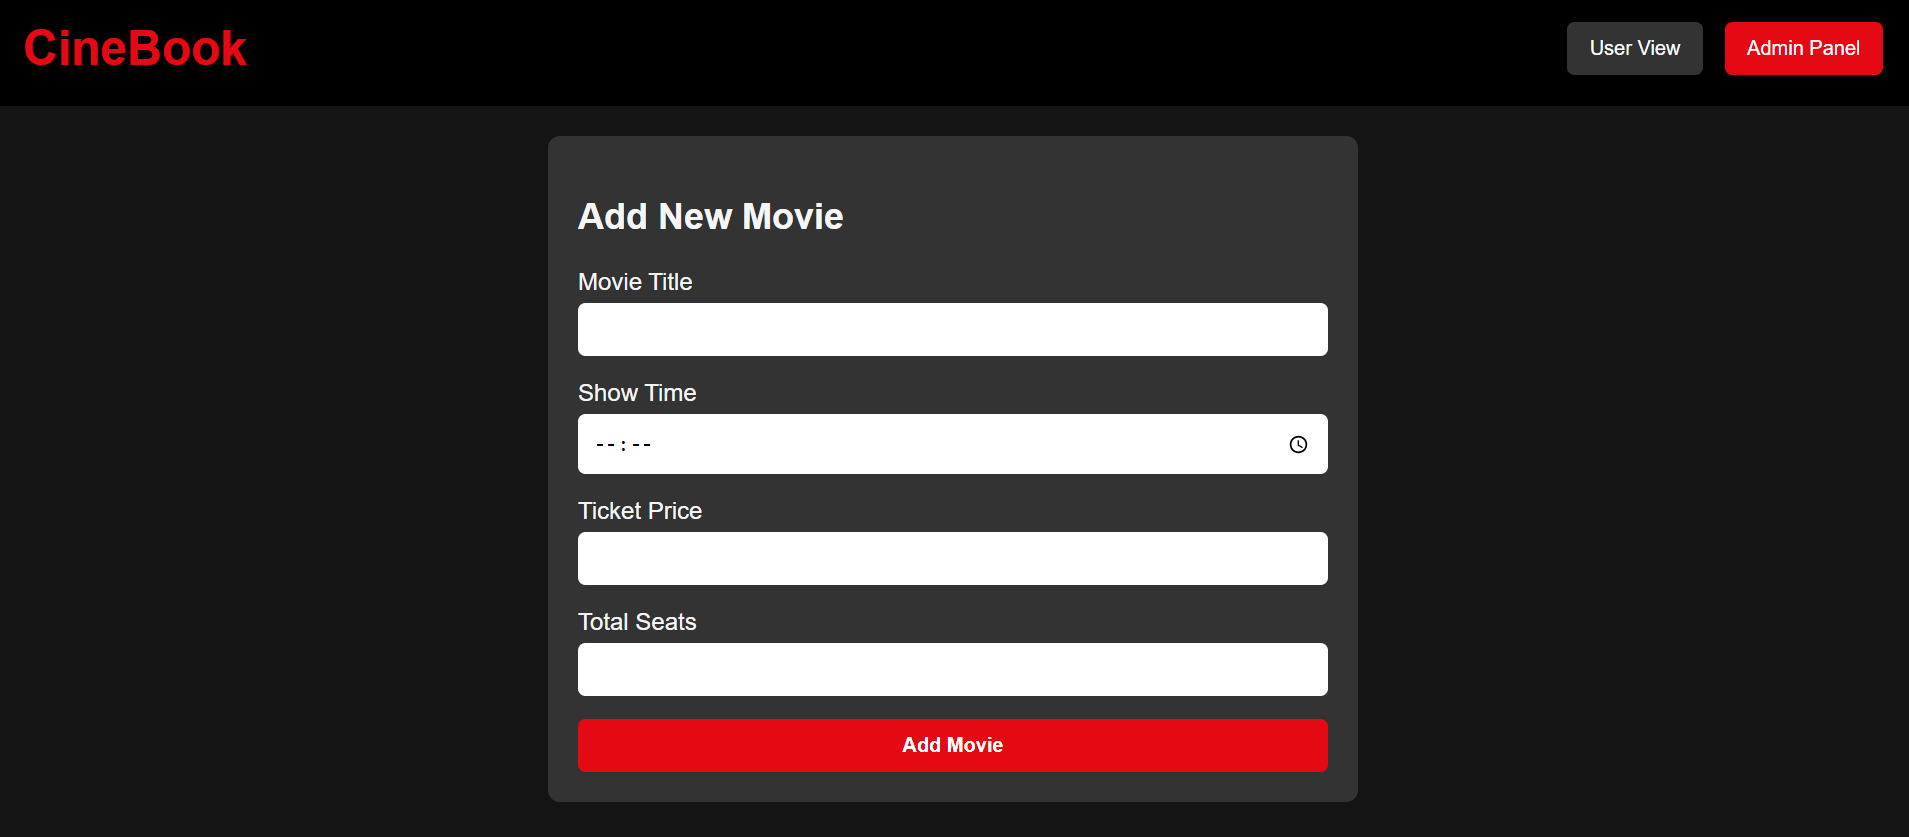 CineBook
User View
Admin Panel
Add New Movie
Movie Title
Show Time
--:--
Ticket Price
Total Seats
Add Movie